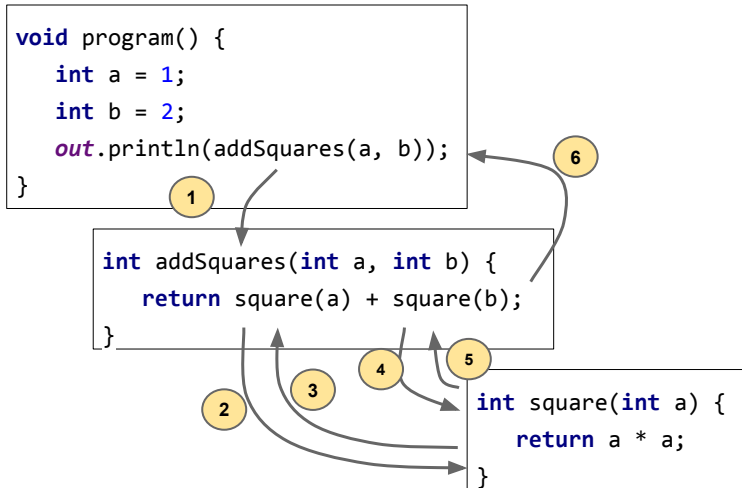 void program() {
int a = 1;
int b = 2;
out.println(addSquares(a, b));
}
1
6
int addSquares(int a, int b) {
return square(a) + square(b);
}
2
3
4
5
int square(int a) {
return a * a;
}